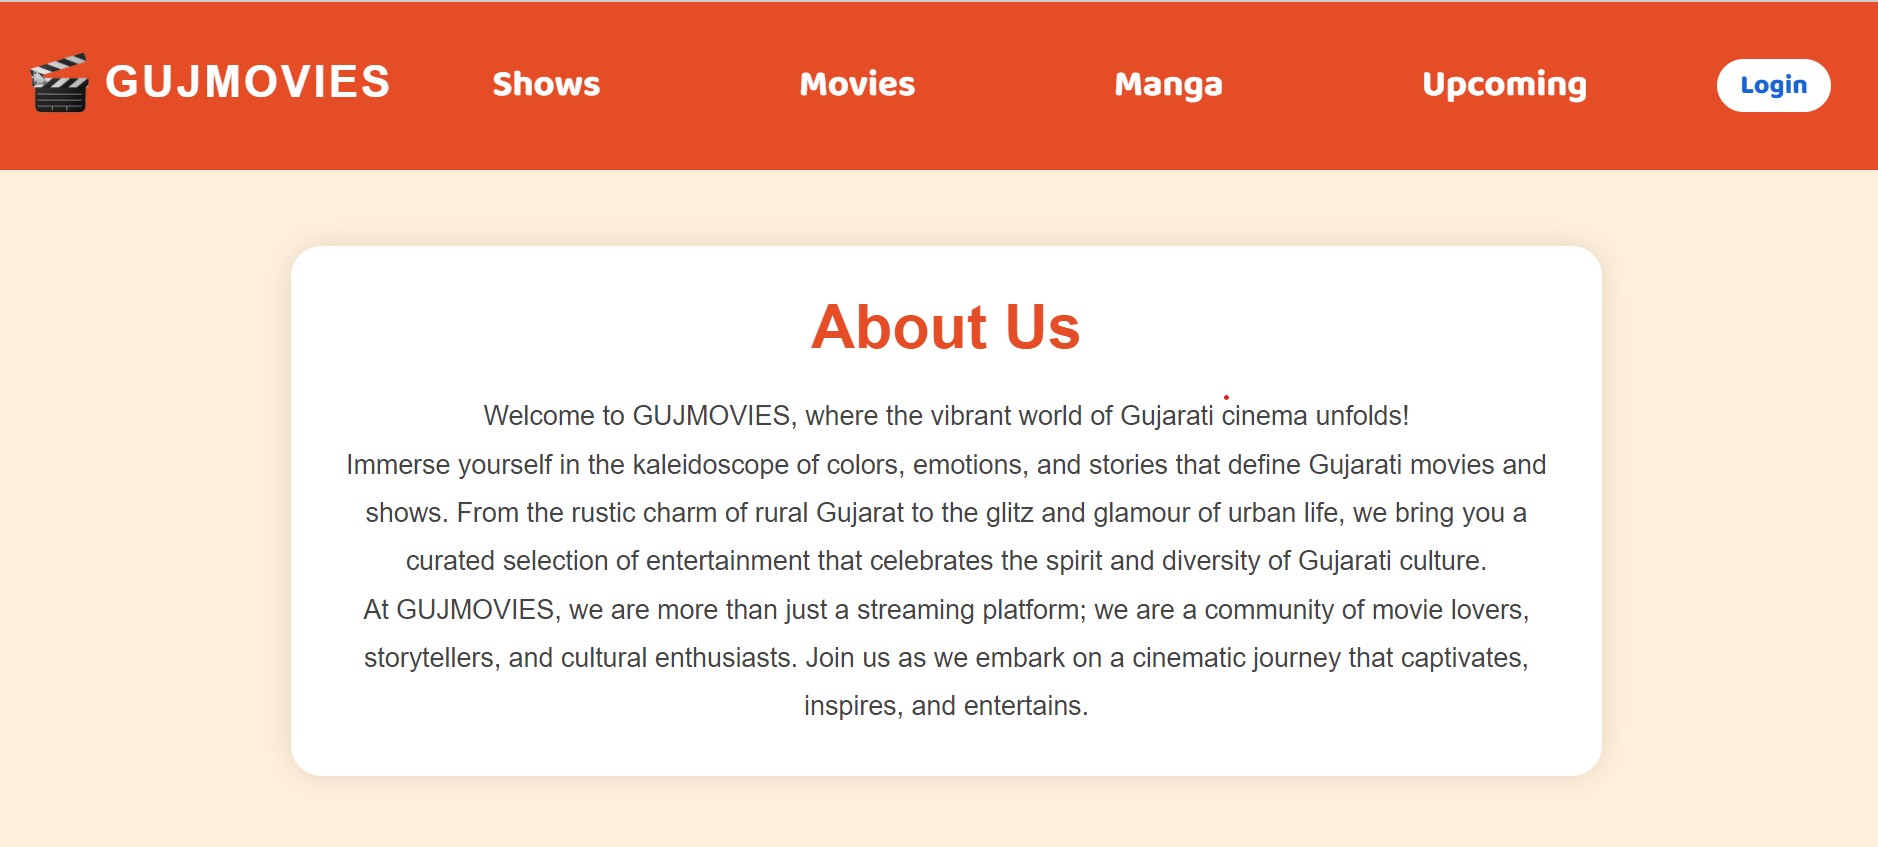 GUJMOVIES
Shows
Movies
Manga
Upcoming
Login
About Us
Welcome to GUJMOVIES, where the vibrant world of Gujarati cinema unfolds!
Immerse yourself in the kaleidoscope of colors, emotions, and stories that define Gujarati movies and
shows. From the rustic charm of rural Gujarat to the glitz and glamour of urban life, we bring you a
curated selection of entertainment that celebrates the spirit and diversity of Gujarati culture.
At GUJMOVIES, we are more than just a streaming platform; we are a community of movie lovers,
storytellers, and cultural enthusiasts. Join us as we embark on a cinematic journey that captivates,
inspires, and entertains.